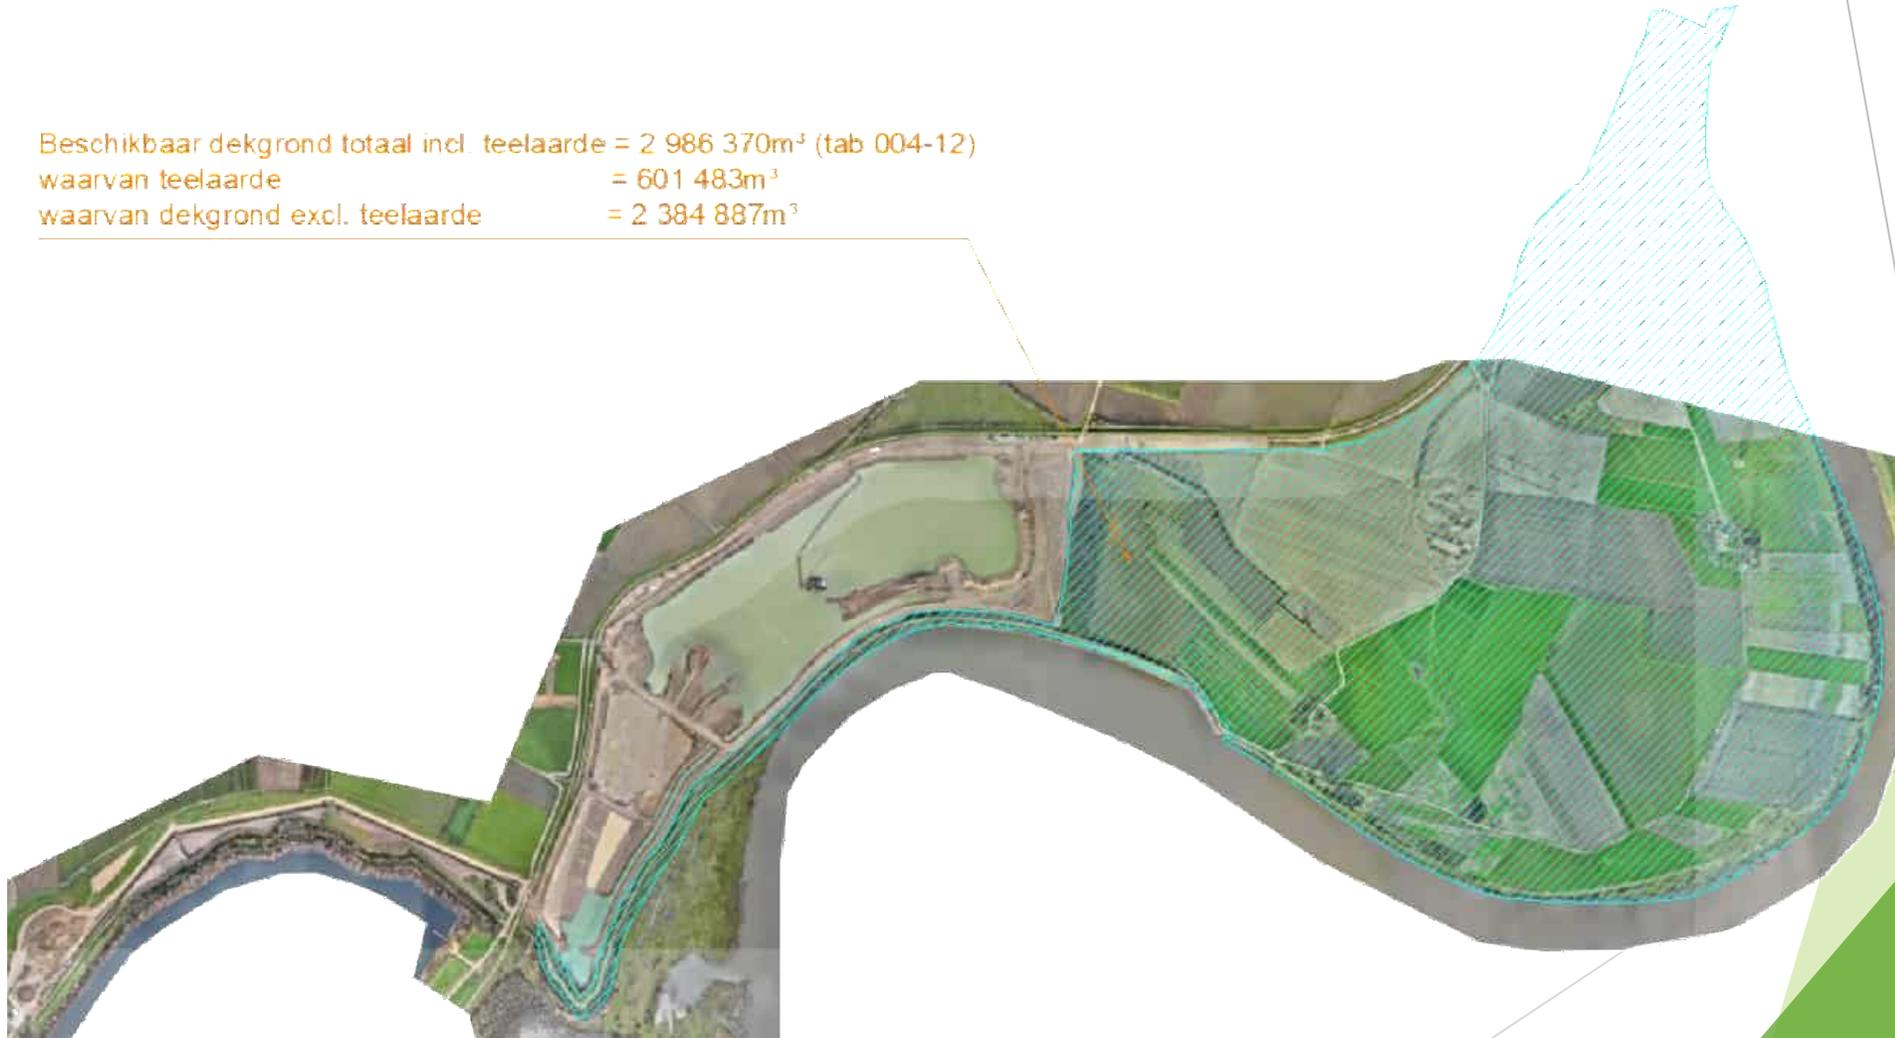 Beschikbaar dekgrond totaal incl. teelaarde = 2 986 370m³ (tab 004-12)
waarvan teelaarde = 601 483m³
waarvan dekgrond excl. teelaarde = 2 384 887m³